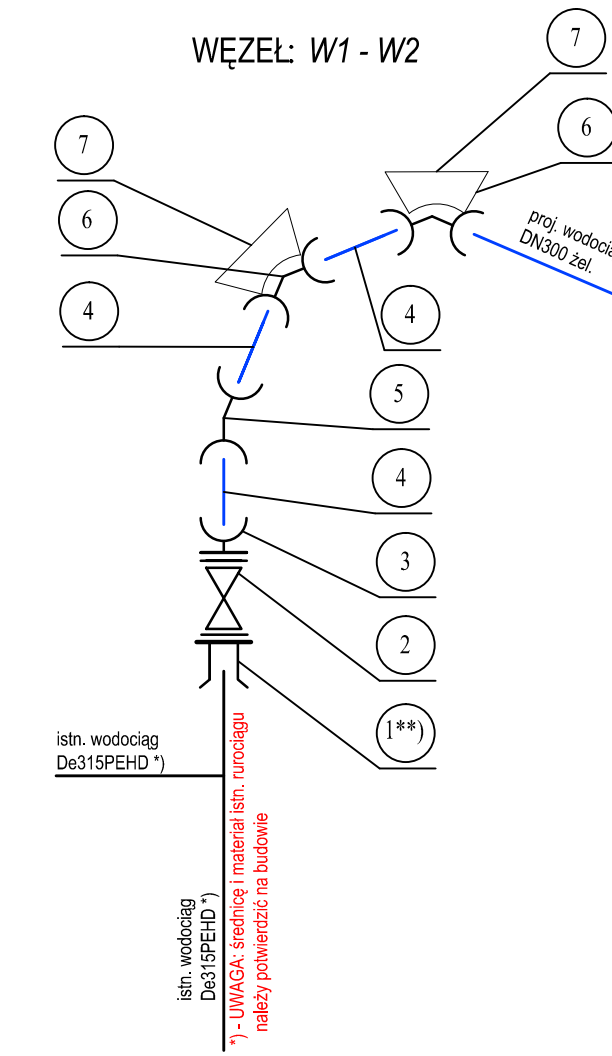 WĘZEŁ: W1 - W2
7
6
7
proj. wodocią
DN300 żel.
6
4
4
5
4
3
2
1**)
istn. wodociąg
De315PEHD *)
istn. wodociąg
De315PEHD *)
*) - UWAGA: średnicę i materiał istn. rurociągu
należy potwierdzić na budowie